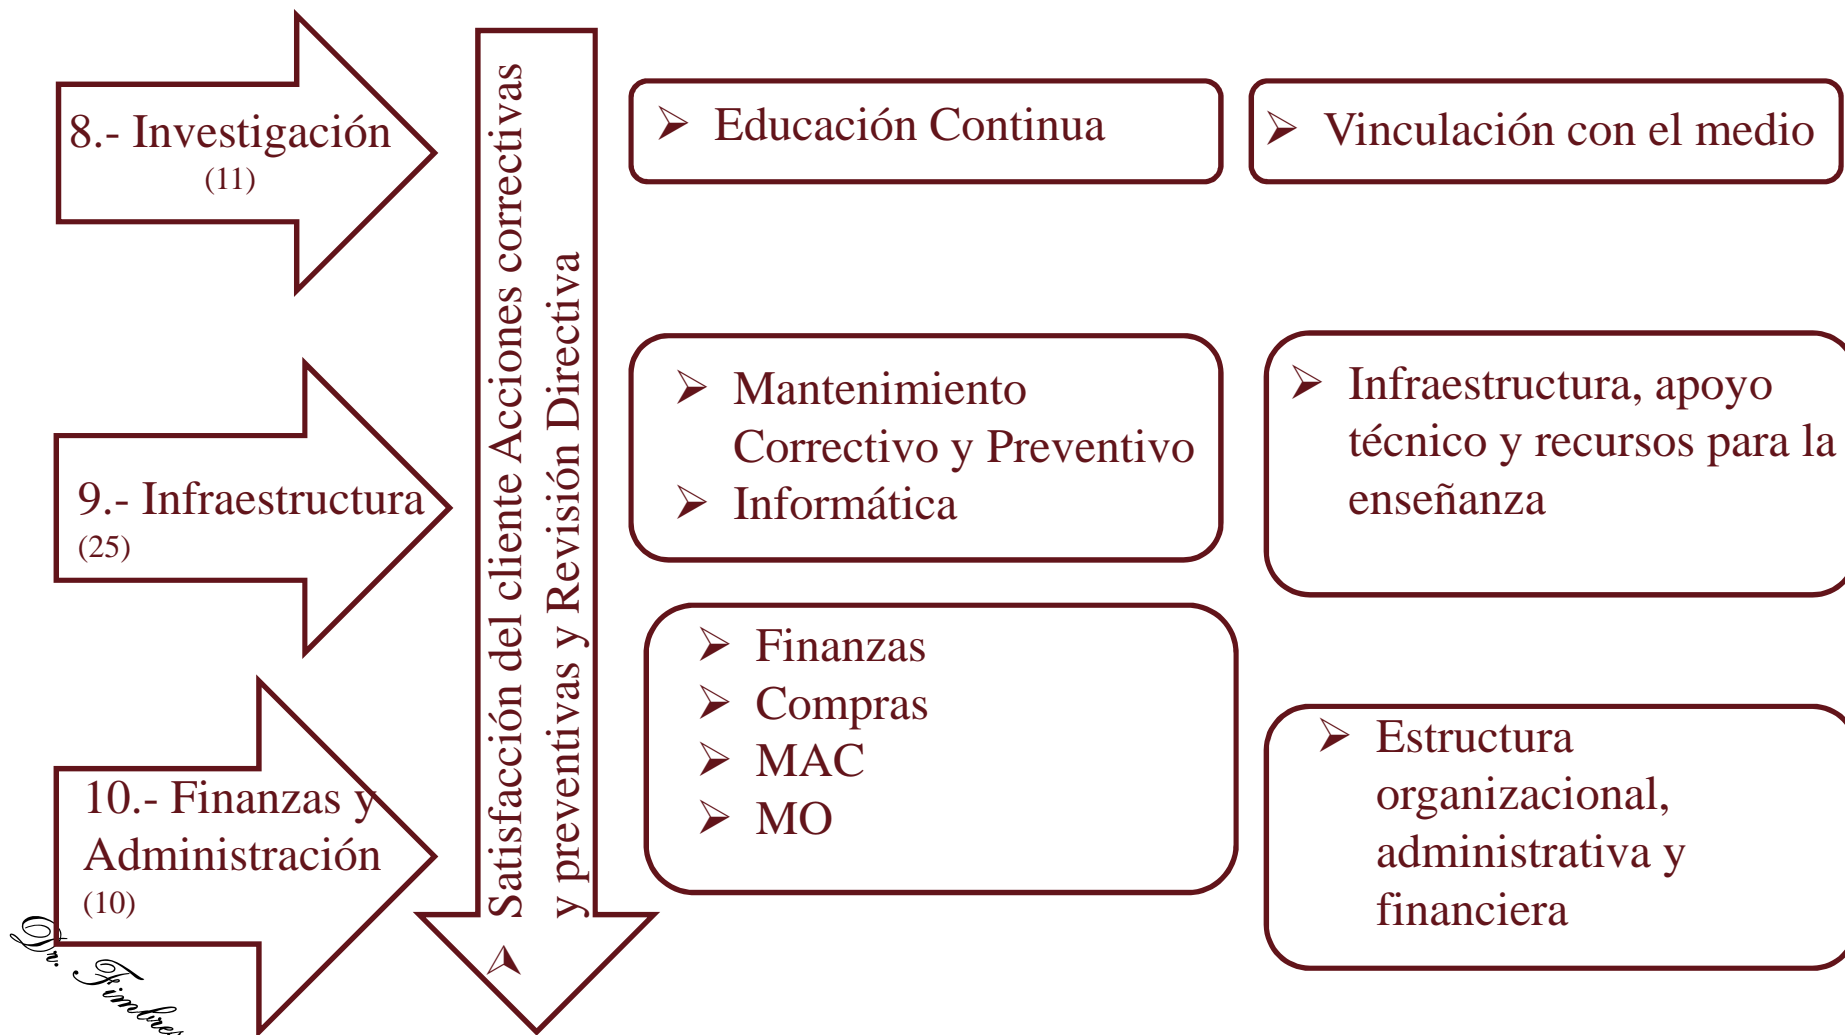 8.- Investigación
(11)
➢ Educación Continua
➢ Vinculación con el medio
➢ Satisfacción del cliente Acciones correctivas
y preventivas y Revisión Directiva
9.- Infraestructura
(25)
➢ Mantenimiento
Correctivo y Preventivo
➢ Informática
➢ Infraestructura, apoyo
técnico y recursos para la
enseñanza
10.- Finanzas y
Administración
(10)
➢ Finanzas
➢ Compras
➢ MAC
➢ MO
➢ Estructura
organizacional,
administrativa y
financiera
Dr. Fimbres